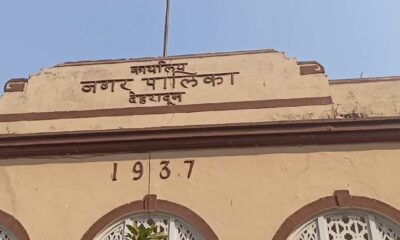 कार्यालय
नगर पालिका
देहरादून
1937